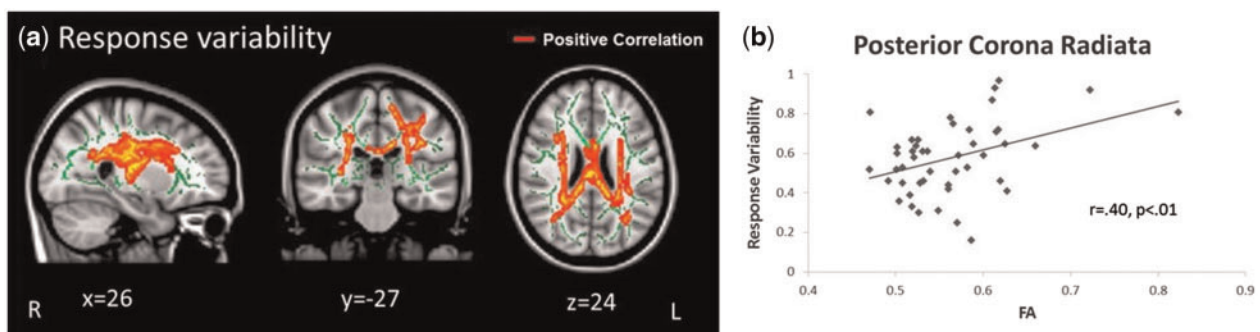 (a) Response variability
Positive Correlation
R
x=26
y=-27
z=24
L
(b)
Posterior Corona Radiata
Response Variability
1
0.8
0.6
0.4
0.2
0
r=.40, p<.01
0.4 0.5 0.6 0.7 0.8 0.9
FA